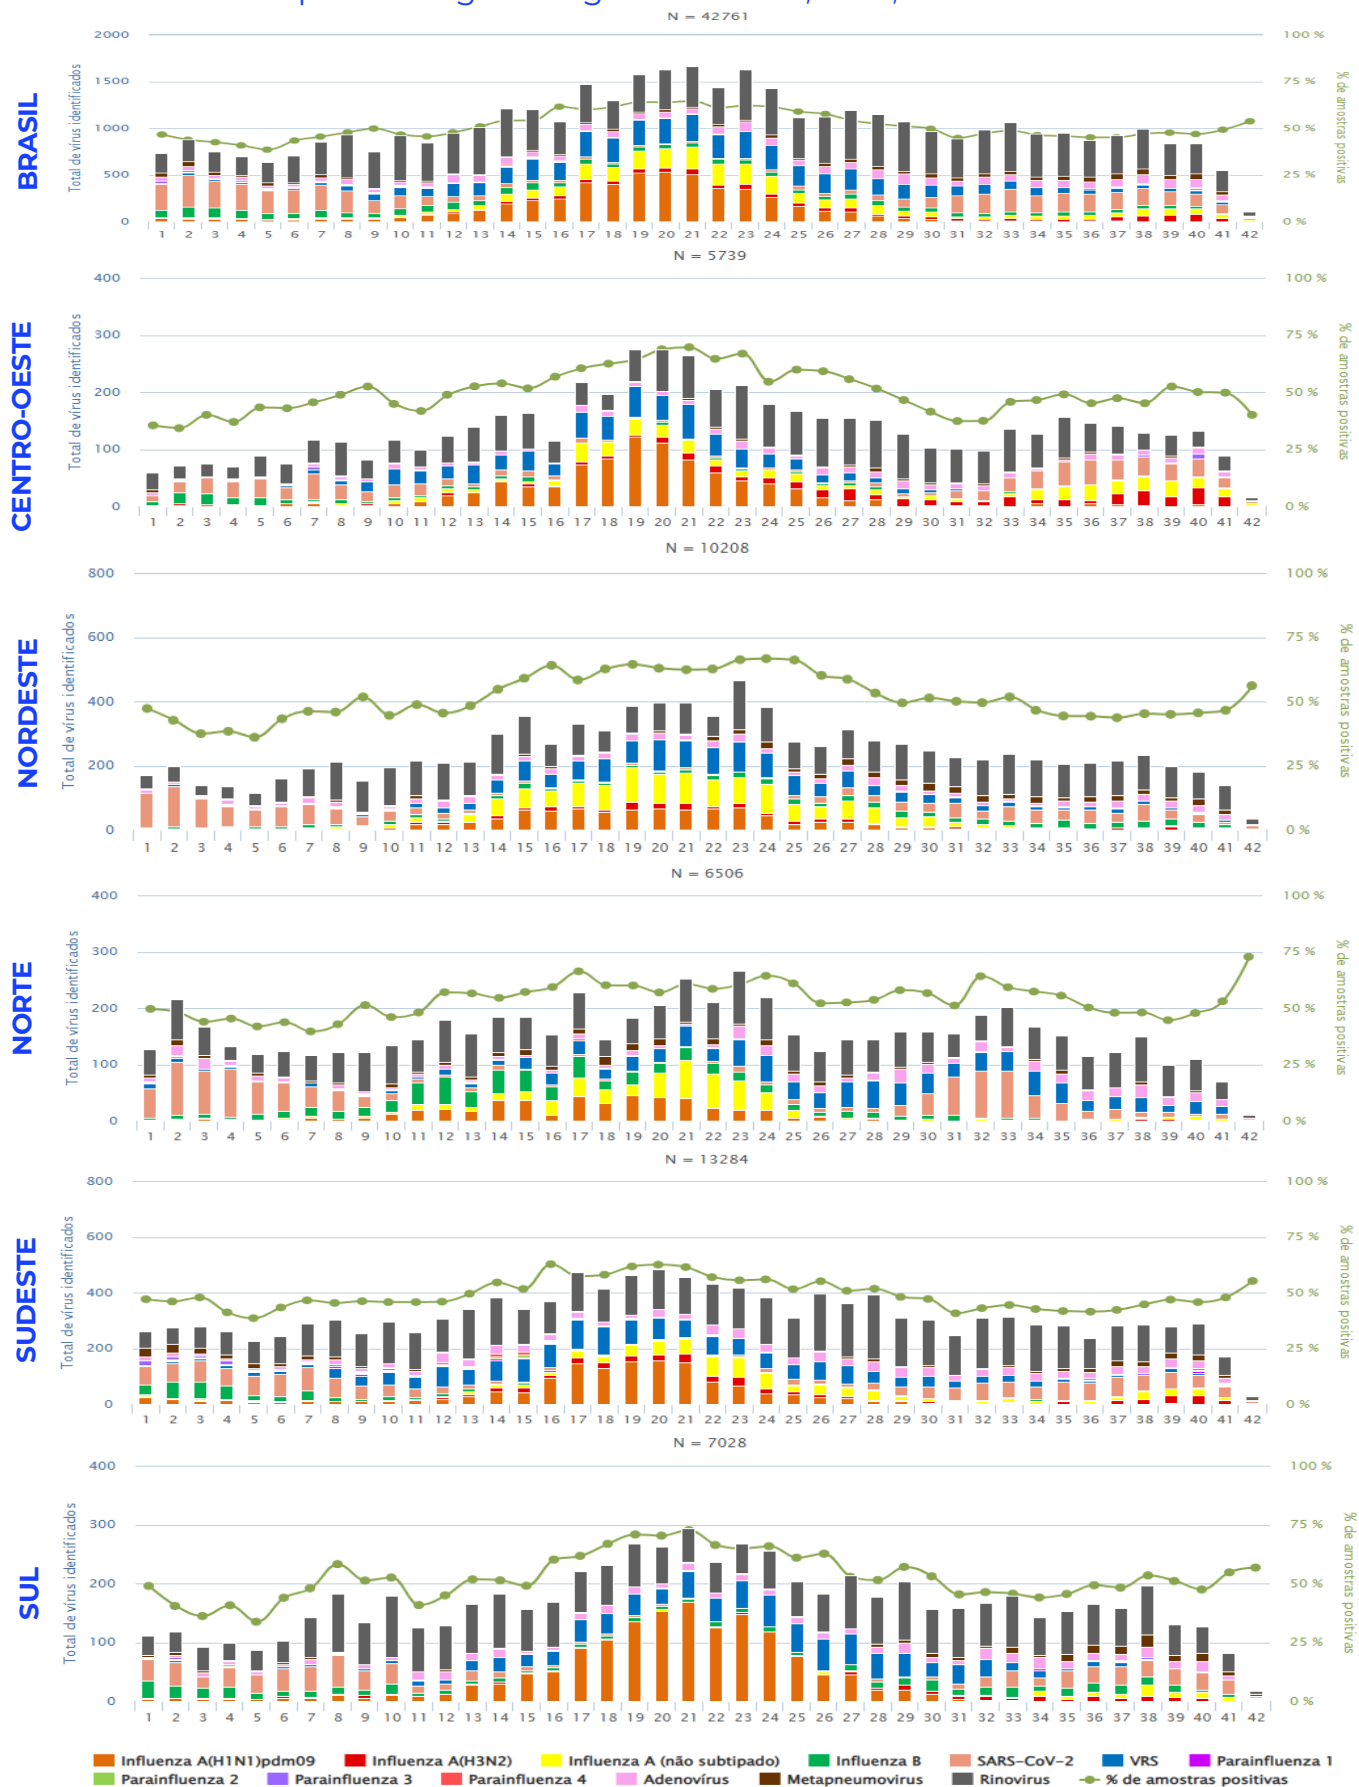 N = 42761
BRASIL
Total de vírus identificados
2000
1500
1000
500
0
100 %
75 %
50 %
25 %
0 %
% de amostras positivas
1 2 3 4 5 6 7 8 9 10 11 12 13 14 15 16 17 18 19 20 21 22 23 24 25 26 27 28 29 30 31 32 33 34 35 36 37 38 39 40 41 42
N = 5739
CENTRO-OESTE
Total de vírus identificados
400
300
200
100
0
100 %
75 %
50 %
25 %
0 %
% de amostras positivas
1 2 3 4 5 6 7 8 9 10 11 12 13 14 15 16 17 18 19 20 21 22 23 24 25 26 27 28 29 30 31 32 33 34 35 36 37 38 39 40 41 42
N = 10208
NORDESTE
Total de vírus identificados
800
600
400
200
0
100 %
75 %
50 %
25 %
0 %
% de amostras positivas
1 2 3 4 5 6 7 8 9 10 11 12 13 14 15 16 17 18 19 20 21 22 23 24 25 26 27 28 29 30 31 32 33 34 35 36 37 38 39 40 41 42
N = 6506
NORTE
Total de vírus identificados
400
300
200
100
0
100 %
75 %
50 %
25 %
0 %
% de amostras positivas
1 2 3 4 5 6 7 8 9 10 11 12 13 14 15 16 17 18 19 20 21 22 23 24 25 26 27 28 29 30 31 32 33 34 35 36 37 38 39 40 41 42
N = 13284
SUDESTE
Total de vírus identificados
800
600
400
200
0
100 %
75 %
50 %
25 %
0 %
% de amostras positivas
1 2 3 4 5 6 7 8 9 10 11 12 13 14 15 16 17 18 19 20 21 22 23 24 25 26 27 28 29 30 31 32 33 34 35 36 37 38 39 40 41 42
N = 7028
SUL
Total de vírus identificados
400
300
200
100
0
100 %
75 %
50 %
25 %
0 %
% de amostras positivas
1 2 3 4 5 6 7 8 9 10 11 12 13 14 15 16 17 18 19 20 21 22 23 24 25 26 27 28 29 30 31 32 33 34 35 36 37 38 39 40 41 42
Influenza A(H1N1)pdm09 Influenza A(H3N2) Influenza A (não subtipado) Influenza B SARS-CoV-2 VRS Parainfluenza 1
Parainfluenza 2 Parainfluenza 3 Parainfluenza 4 Adenovírus Metapneumovirus Rinovirus % de amostras positivas